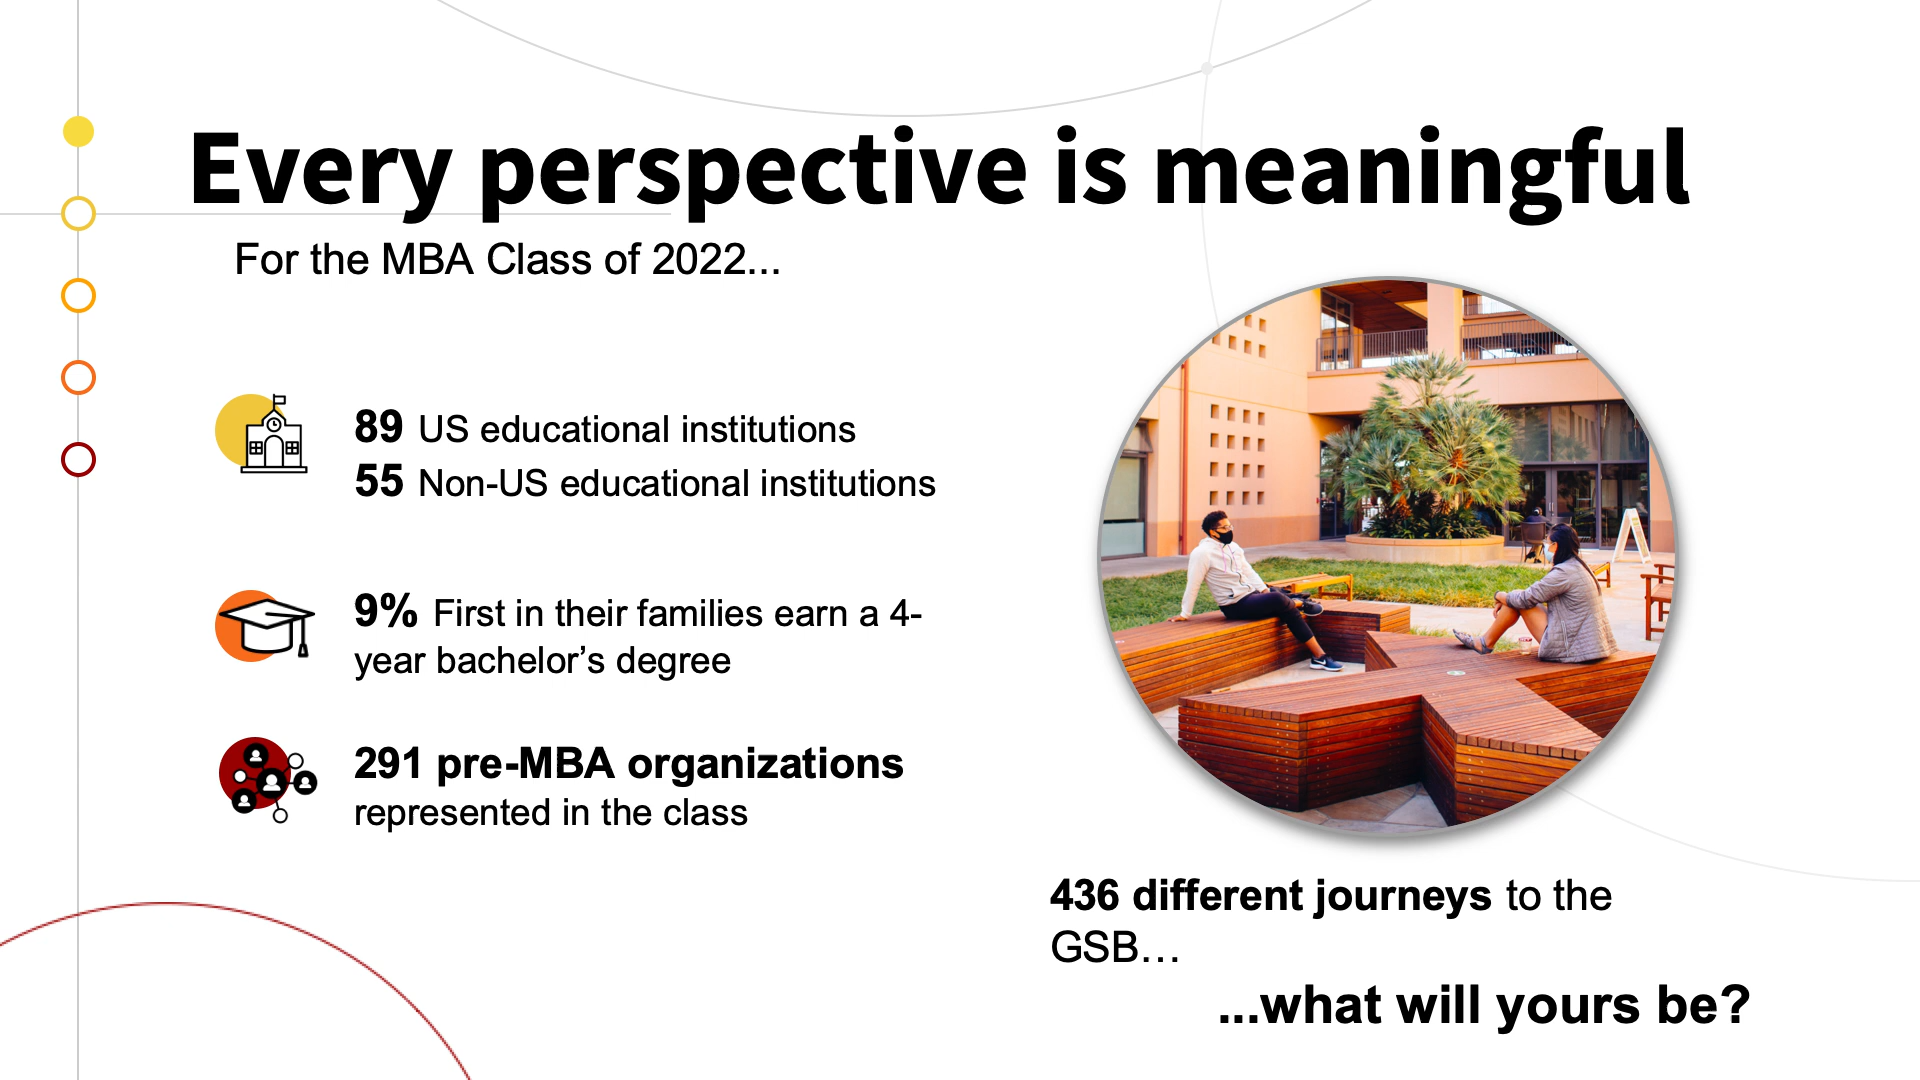 Every perspective is meaningful
For the MBA Class of 2022...
89 US educational institutions
55 Non-US educational institutions
9% First in their families earn a 4-
year bachelor’s degree
291 pre-MBA organizations
represented in the class
436 different journeys to the
GSB…
...what will yours be?